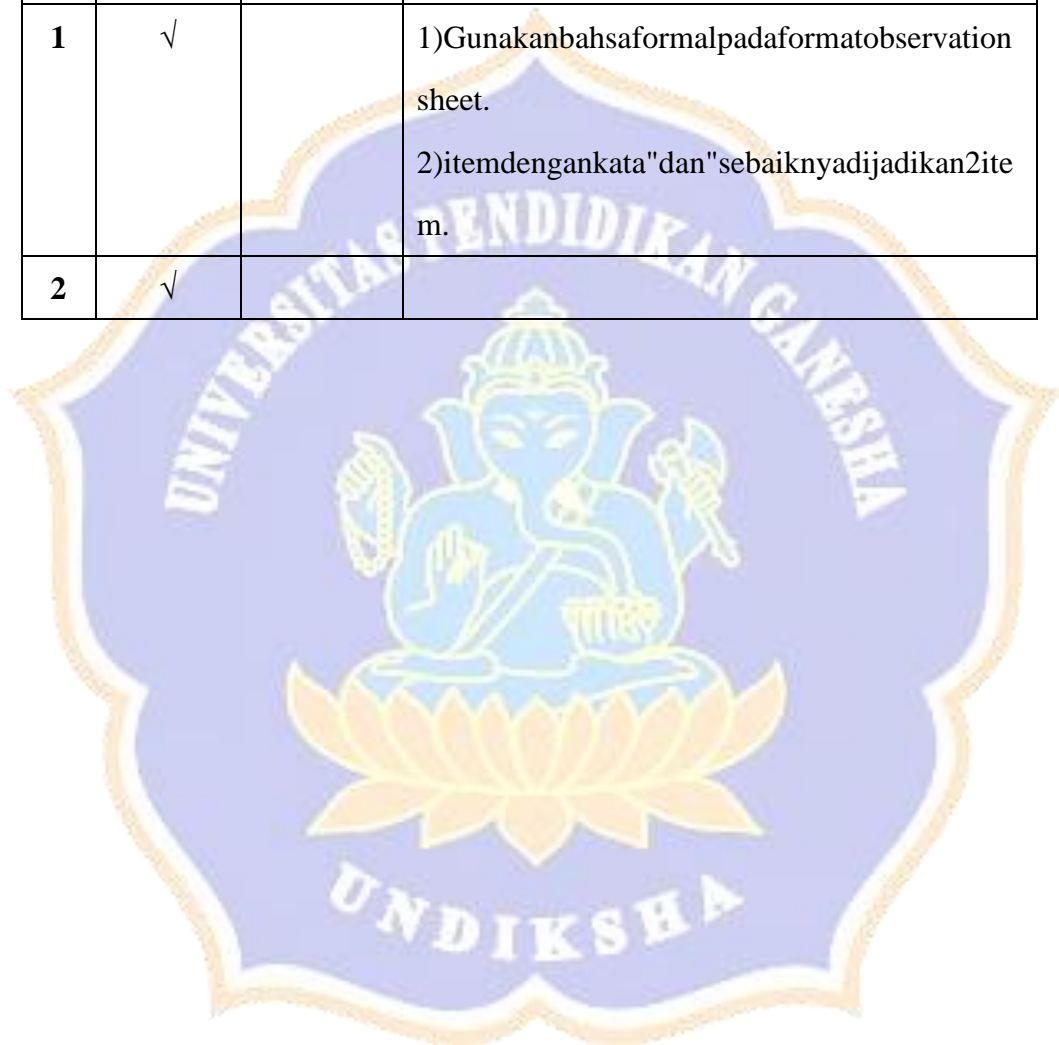 1 √ 1)Gunakanbahsaformalpadaformatobservation
sheet.
2)itemdengankata"dan"sebaiknyadijadikan2ite
m.
2 √
UNIVERSITAS PENDIDIKAN GANESHA
UNDIKSHA